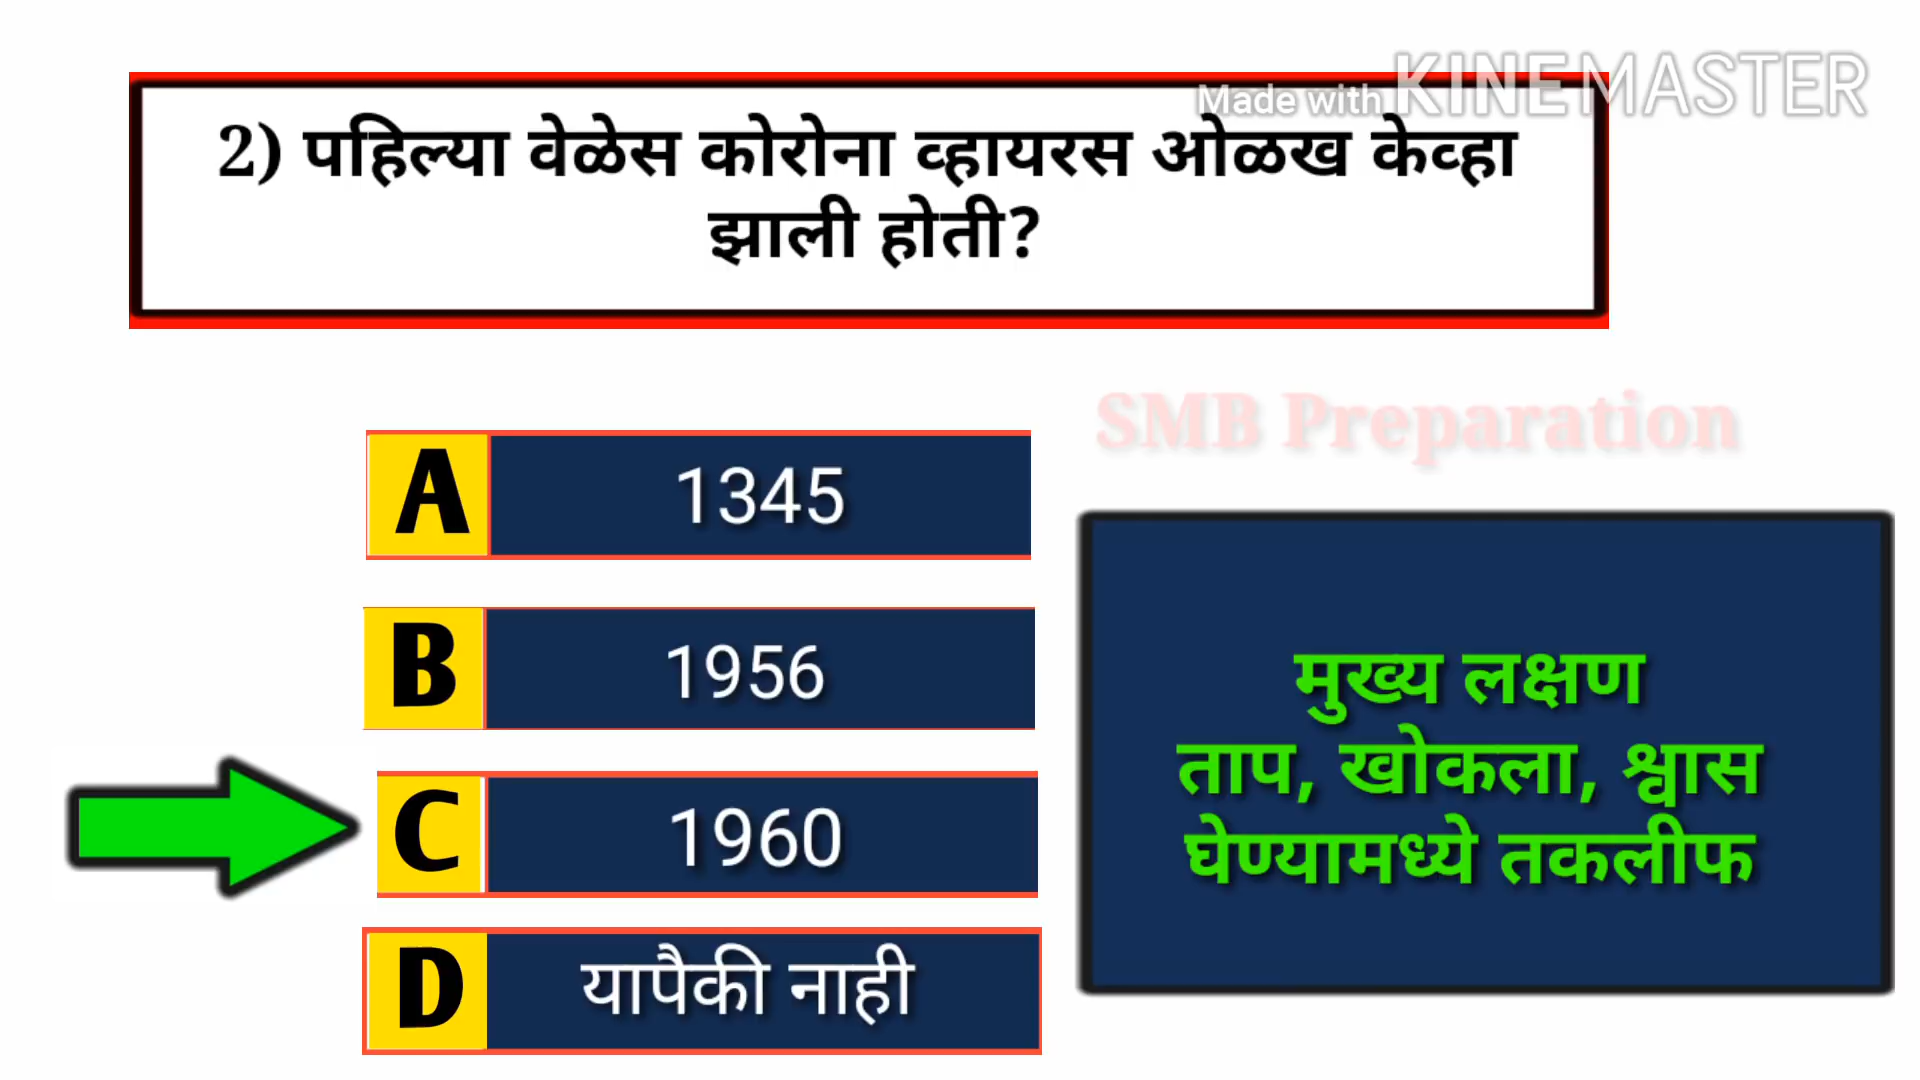 Made with KINEMASTER
2) पहिल्या वेळेस कोरोना व्हायरस ओळख केव्हा
झाली होती?
SMB Preparation
A 1345
B 1956
C 1960
D यापैकी नाही
मुख्य लक्षण
ताप, खोकला, श्वास
घेण्यामध्ये तकलीफ